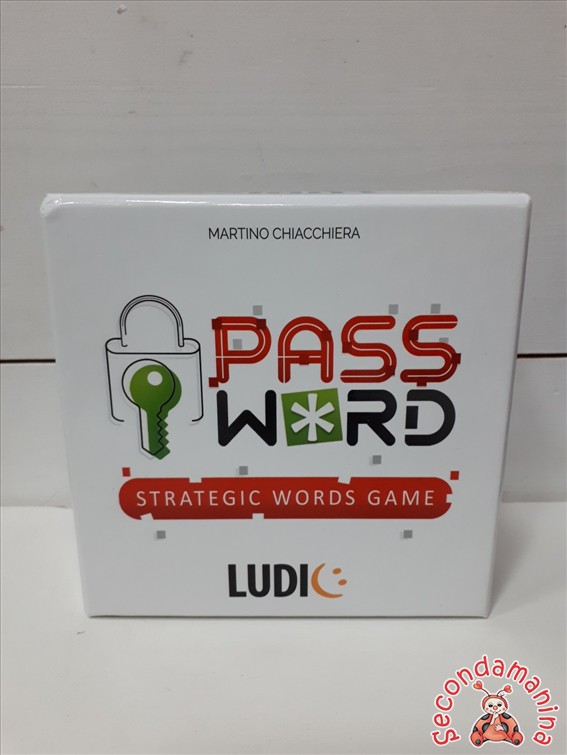 MARTINO CHIACCHIERA
PASS
W*RD
STRATEGIC WORDS GAME
LUDIC
Secondamanina